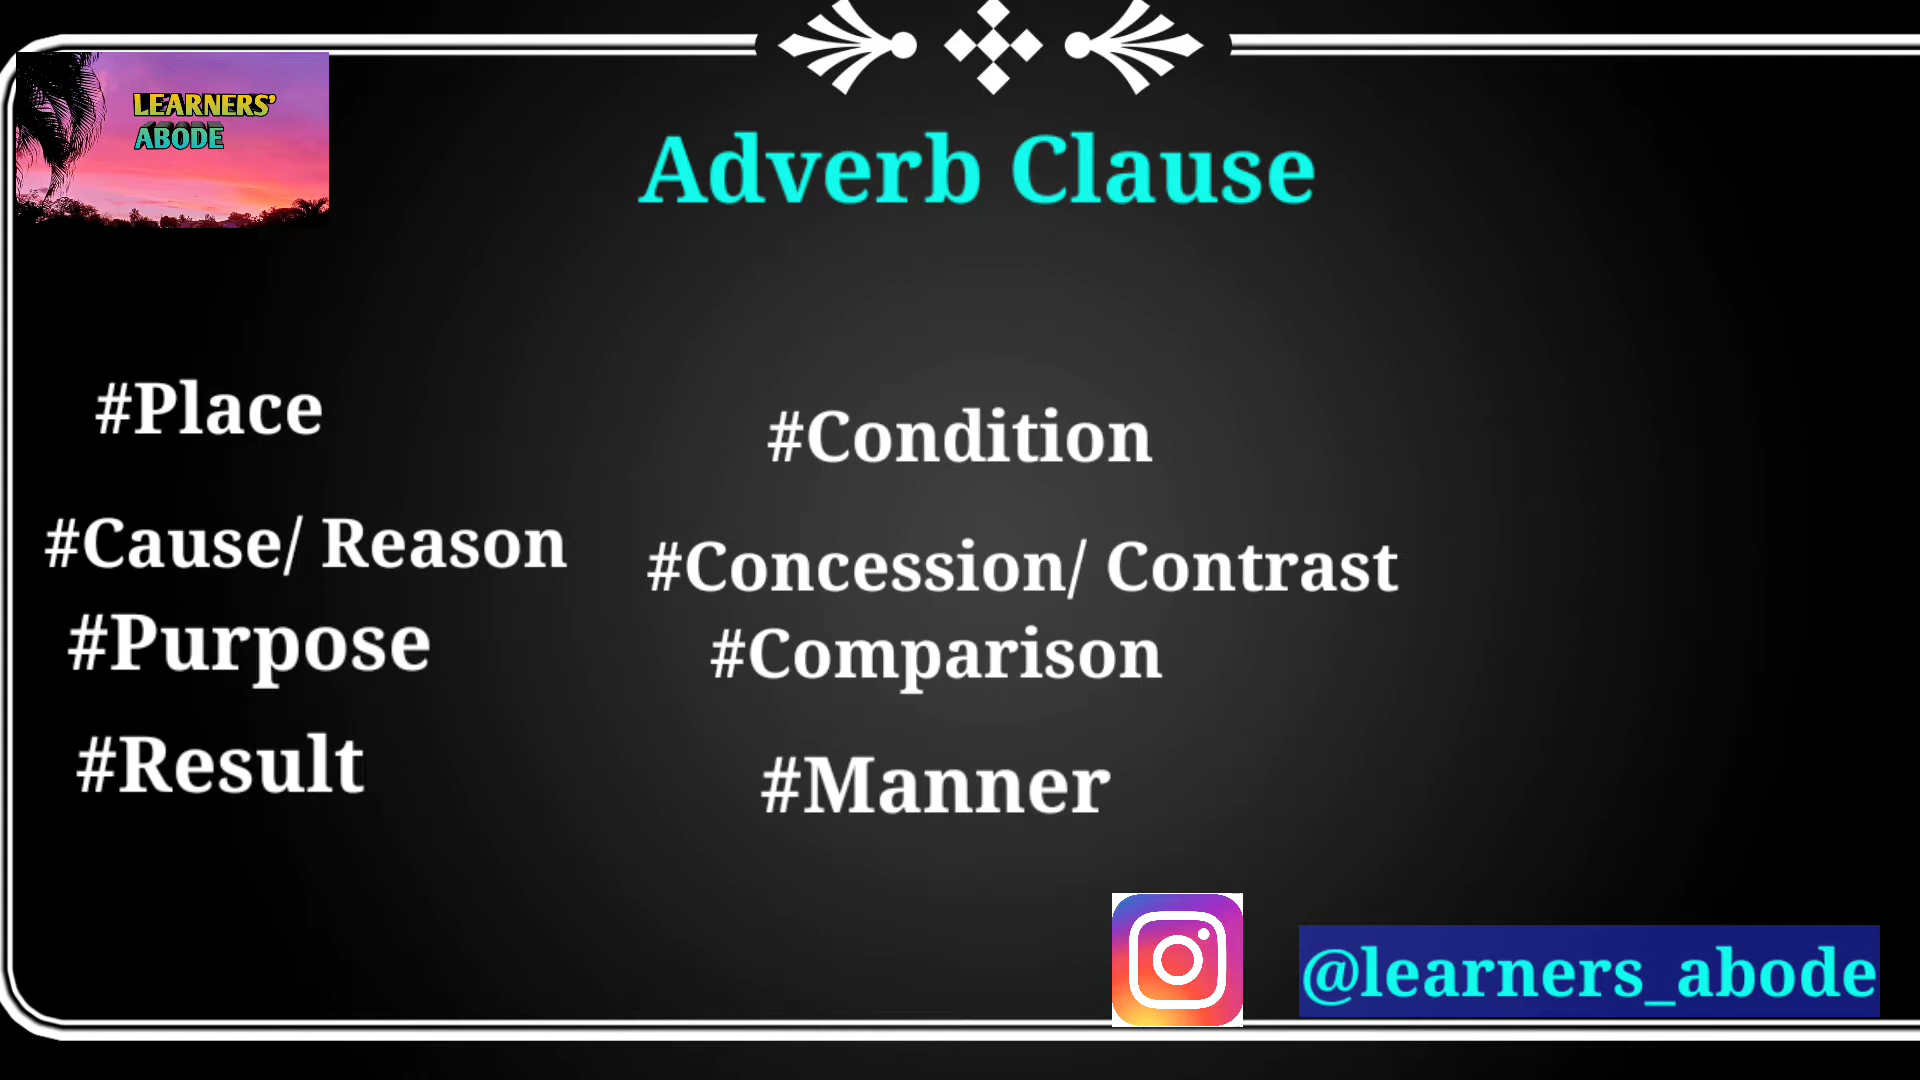 LEARNERS'
ABODE
Adverb Clause
#Place
#Cause/ Reason
#Purpose
#Result
#Condition
#Concession/ Contrast
#Comparison
#Manner
@learners_abode